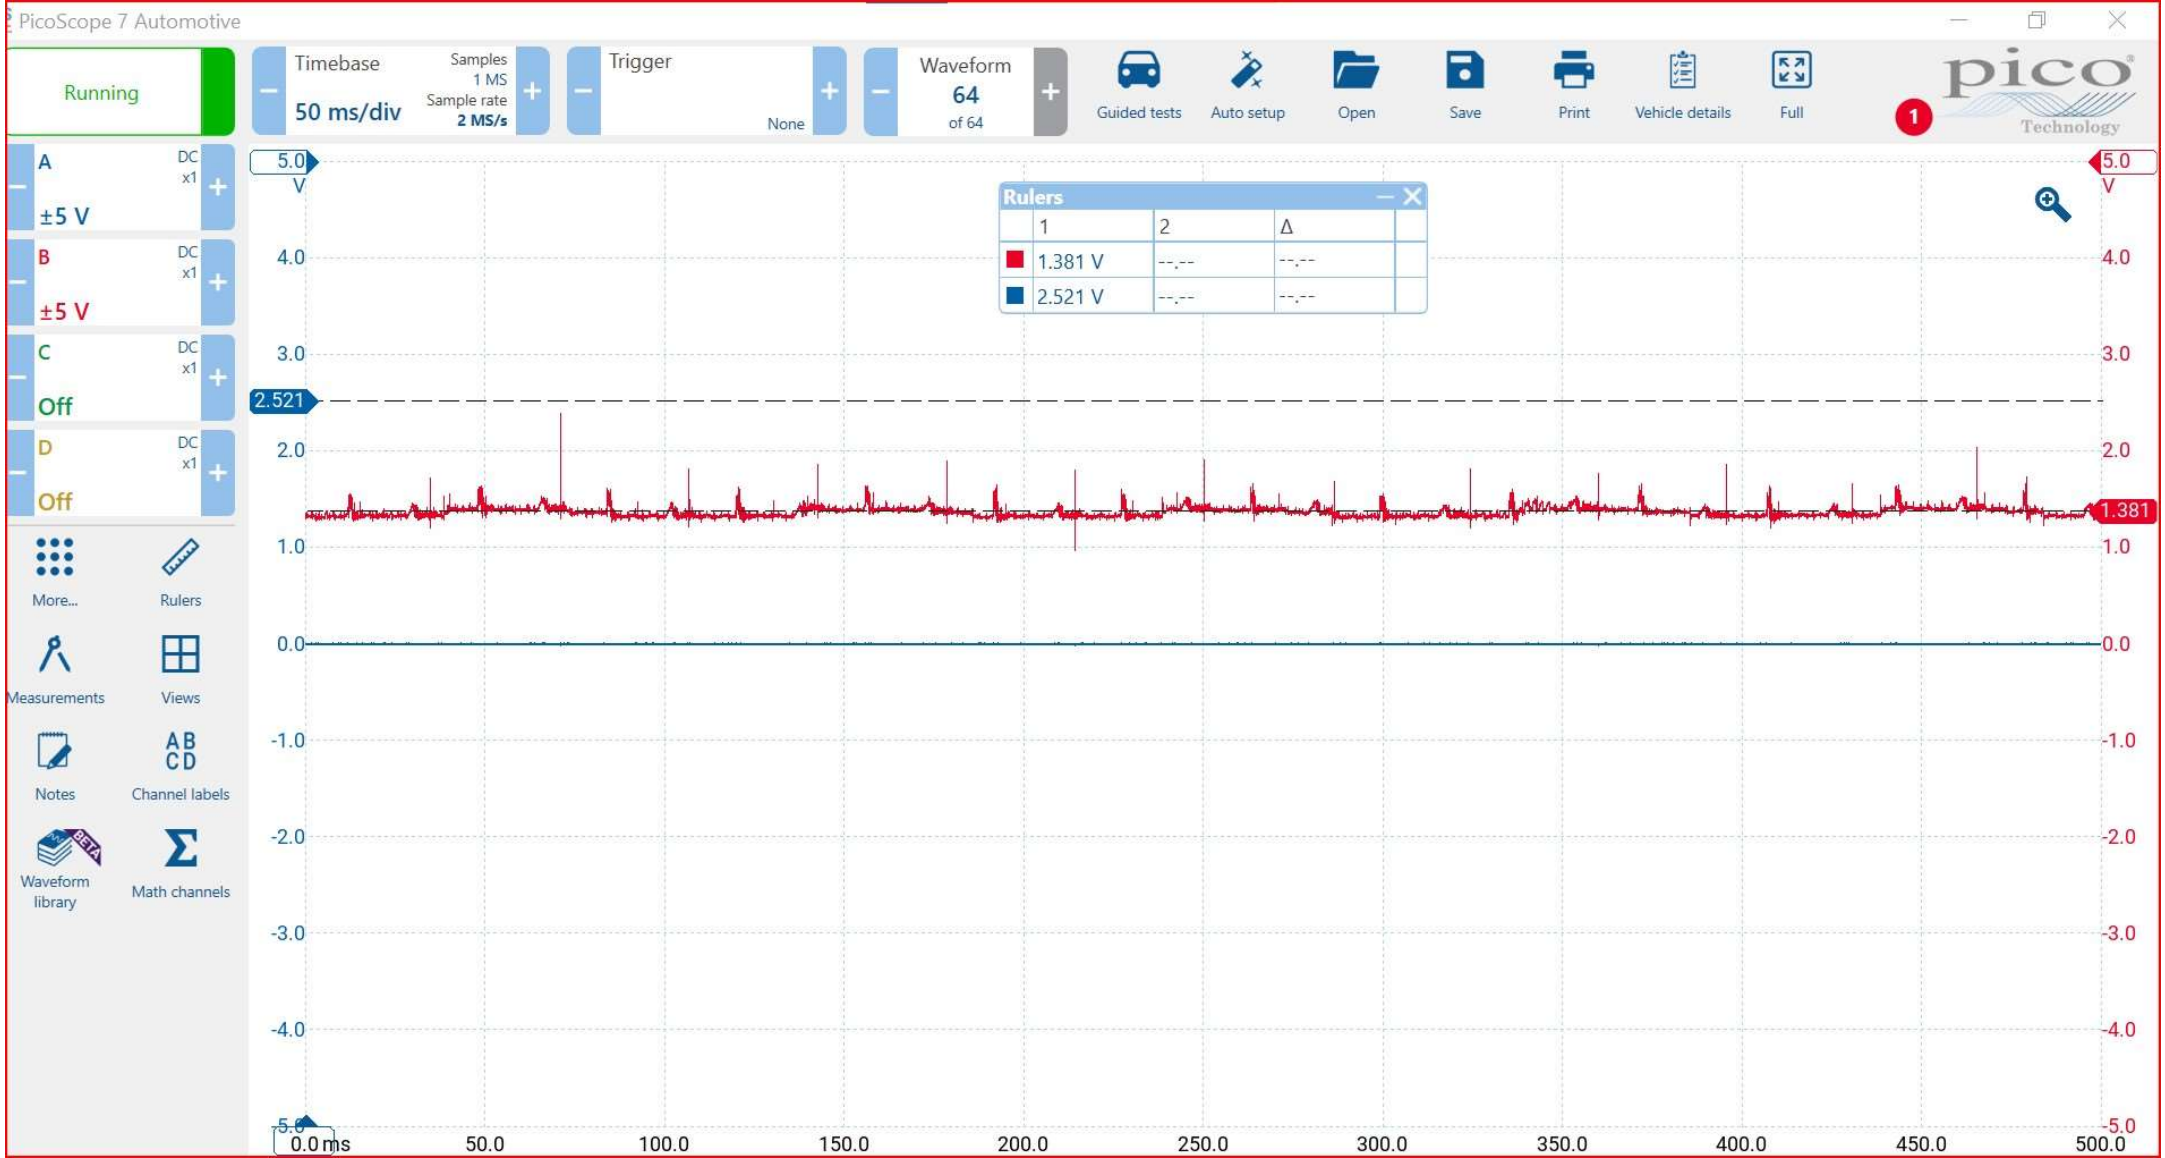 PicoScope 7 Automotive
Running
Timebase
50 ms/div
Samples
1 MS
Sample rate
2 MS/s
Trigger
None
Waveform
64
of 64
Guided tests
Auto setup
Open
Save
Print
Vehicle details
Full
1
pico
Technology
A
DC
x1
±5 V
B
DC
x1
±5 V
C
DC
x1
Off
D
DC
x1
Off
More...
Rulers
Measurements
Views
Notes
AB
CD
Channel labels
BETA
Waveform
library
Σ
Math channels
5.0
V
4.0
3.0
2.521
2.0
1.0
0.0
-1.0
-2.0
-3.0
-4.0
-5.0
Rulers
1 2 Δ
1.381 V --.-- --.--
2.521 V --.-- --.--
5.0
V
4.0
3.0
2.0
1.381
1.0
0.0
-1.0
-2.0
-3.0
-4.0
-5.0
0.0 ms 50.0 100.0 150.0 200.0 250.0 300.0 350.0 400.0 450.0 500.0